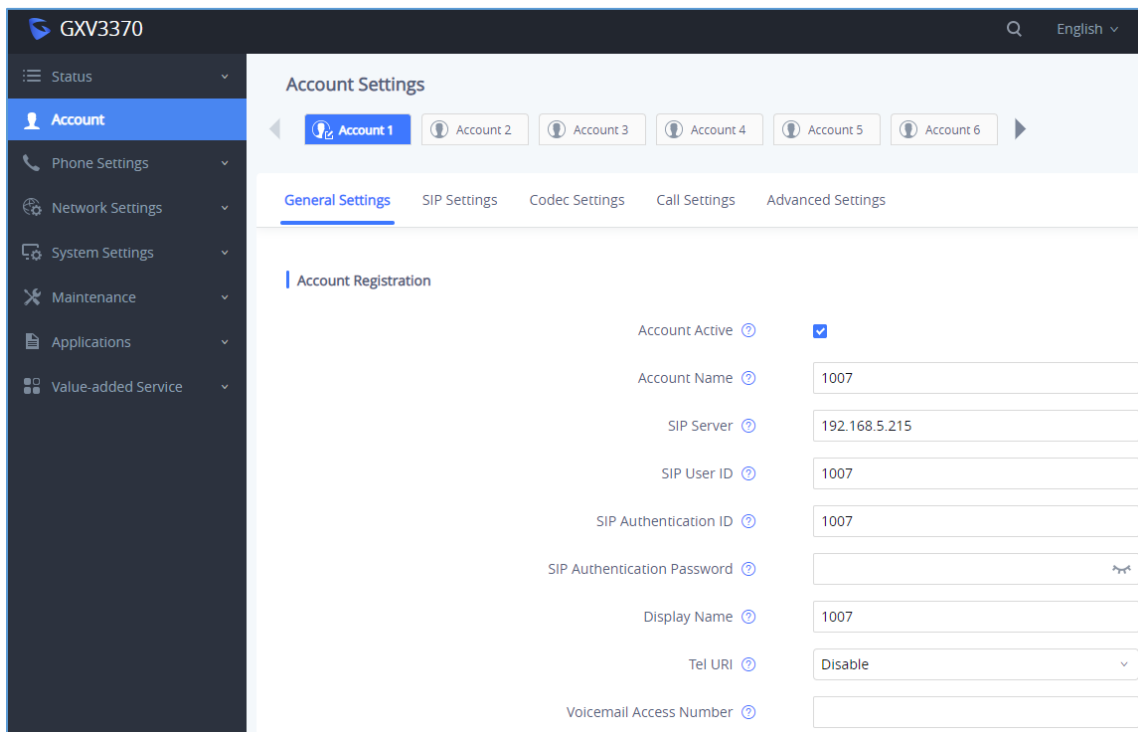 GXV3370
English
Status
Account
Phone Settings
Network Settings
System Settings
Maintenance
Applications
Value-added Service
Account Settings
Account 1 Account 2 Account 3 Account 4 Account 5 Account 6
General Settings SIP Settings Codec Settings Call Settings Advanced Settings
Account Registration
Account Active ?
Account Name ? 1007
SIP Server ? 192.168.5.215
SIP User ID ? 1007
SIP Authentication ID ? 1007
SIP Authentication Password ?
Display Name ? 1007
Tel URI ? Disable
Voicemail Access Number ?